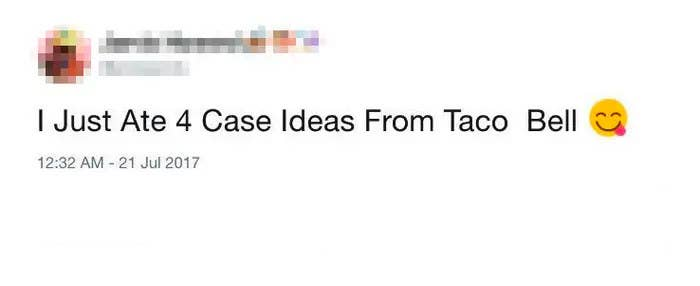 I Just Ate 4 Case Ideas From Taco  Bell 😋
12:32 AM - 21 Jul 2017